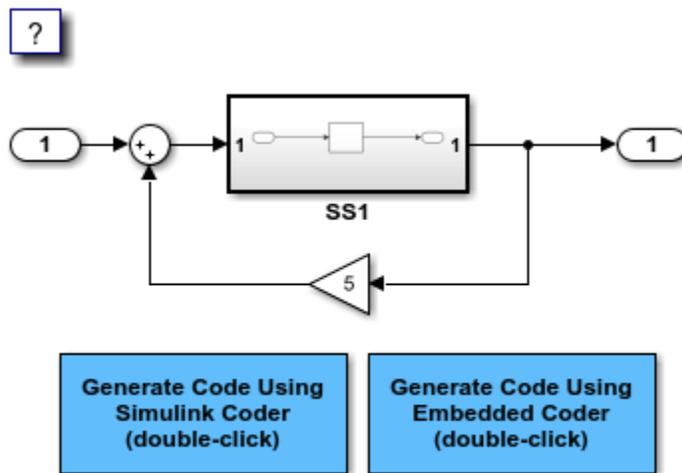 ?
1
+
+
1
1
1
SS1
5
Generate Code Using
Simulink Coder
(double-click)
Generate Code Using
Embedded Coder
(double-click)